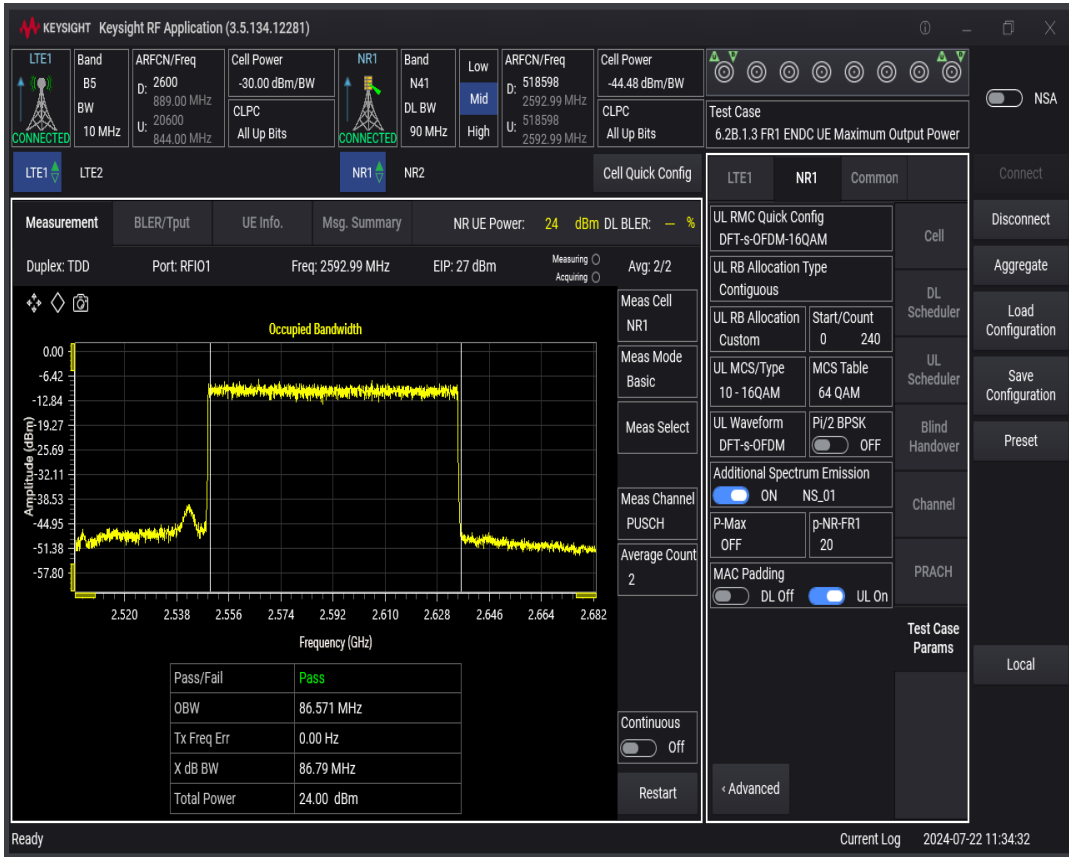 KEYSIGHT Keysight RF Application (3.5.134.12281)
LTE1
CONNECTED
Band
B5
BW
10 MHz
ARFCN/Freq
D: 2600
889.00 MHz
U: 20600
844.00 MHz
Cell Power
-30.00 dBm/BW
CLPC
All Up Bits
NR1
CONNECTED
Band
N41
DL BW
90 MHz
Low
Mid
High
ARFCN/Freq
D: 518598
2592.99 MHz
U: 518598
2592.99 MHz
Cell Power
-44.48 dBm/BW
CLPC
All Up Bits
Test Case
6.2B.1.3 FR1 ENDC UE Maximum Output Power
NSA
LTE1 LTE2 NR1 NR2 Cell Quick Config
Measurement BLER/Tput UE Info. Msg. Summary NR UE Power: 24 dBm DL BLER: --- %
Duplex: TDD Port: RFIO1 Freq: 2592.99 MHz EIP: 27 dBm Measuring Acquiring Avg: 2/2
Occupied Bandwidth
Amplitude (dBm)
0.00
-6.42
-12.84
-19.27
-25.69
-32.11
-38.53
-44.95
-51.38
-57.80
2.520 2.538 2.556 2.574 2.592 2.610 2.628 2.646 2.664 2.682
Frequency (GHz)
Pass/Fail Pass
OBW 86.571 MHz
Tx Freq Err 0.00 Hz
X dB BW 86.79 MHz
Total Power 24.00 dBm
Meas Cell
NR1
Meas Mode
Basic
Meas Select
Meas Channel
PUSCH
Average Count
2
Continuous
Off
Restart
LTE1 NR1 Common
UL RMC Quick Config
DFT-s-OFDM-16QAM
UL RB Allocation Type
Contiguous
UL RB Allocation
Custom
Start/Count
0 240
UL MCS/Type
10 - 16QAM
MCS Table
64 QAM
UL Waveform
DFT-s-OFDM
Pi/2 BPSK
OFF
Additional Spectrum Emission
ON NS_01
P-Max
OFF
p-NR-FR1
20
MAC Padding
DL Off UL On
‹ Advanced
Cell
DL
Scheduler
UL
Scheduler
Blind
Handover
Channel
PRACH
Test Case
Params
Connect
Disconnect
Aggregate
Load
Configuration
Save
Configuration
Preset
Local
Ready Current Log 2024-07-22 11:34:32